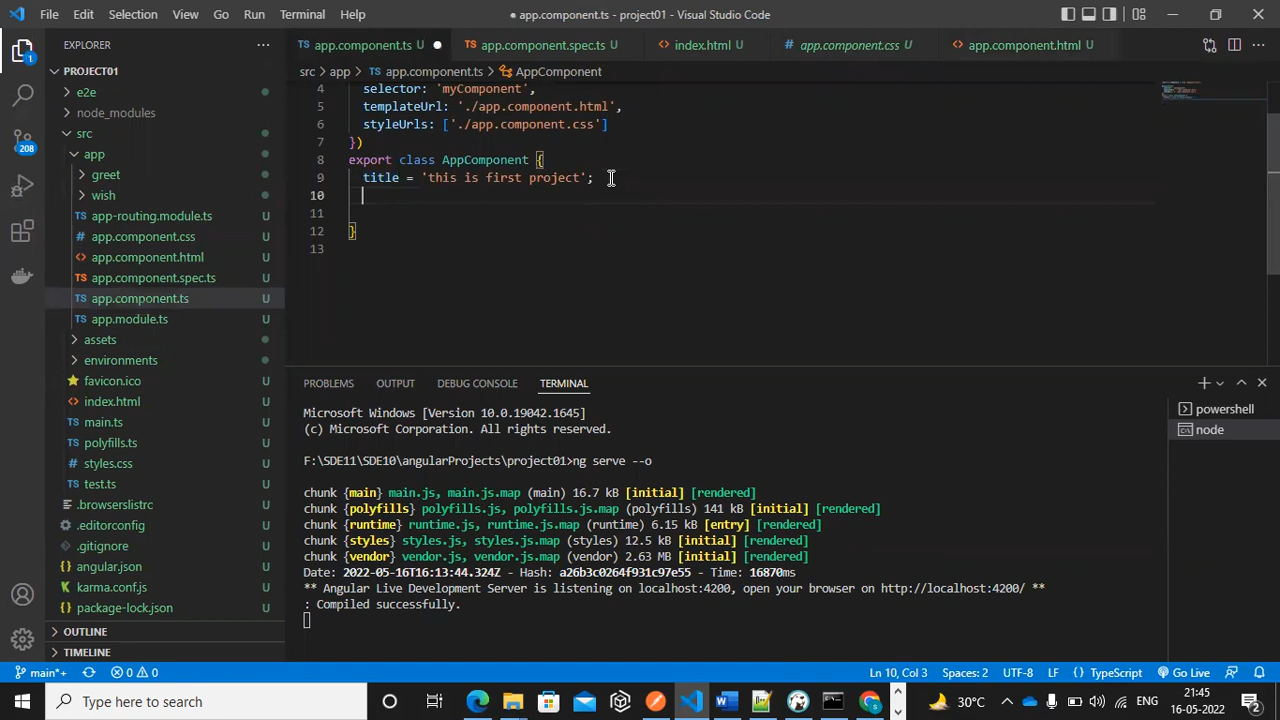 File Edit Selection View Go Run Terminal Help
● app.component.ts - project01 - Visual Studio Code
EXPLORER
TS app.component.ts ●
TS app.component.spec.ts U
<> index.html U
# app.component.css U
<> app.component.html U
1
208
PROJECT01
e2e
node_modules
src
app
greet
wish
TS app-routing.module.ts U
# app.component.css U
<> app.component.html U
TS app.component.spec.ts U
TS app.component.ts U
TS app.module.ts U
assets
environments
favicon.ico U
<> index.html U
TS main.ts U
TS polyfills.ts U
# styles.css U
TS test.ts U
.browserslistrc U
.editorconfig U
.gitignore U
angular.json U
karma.conf.js U
package-lock.json U
OUTLINE
TIMELINE
src > app > TS app.component.ts > AppComponent
4 selector: 'myComponent',
5 templateUrl: './app.component.html',
6 styleUrls: ['./app.component.css']
7 })
8 export class AppComponent {
9 title = 'this is first project';
10
11
12 }
13
PROBLEMS OUTPUT DEBUG CONSOLE TERMINAL
powershell
node
Microsoft Windows [Version 10.0.19042.1645]
(c) Microsoft Corporation. All rights reserved.
F:\SDE11\SDE10\angularProjects\project01>ng serve --o
chunk {main} main.js, main.js.map (main) 16.7 kB [initial] [rendered]
chunk {polyfills} polyfills.js, polyfills.js.map (polyfills) 141 kB [initial] [rendered]
chunk {runtime} runtime.js, runtime.js.map (runtime) 6.15 kB [entry] [rendered]
chunk {styles} styles.js, styles.js.map (styles) 12.5 kB [initial] [rendered]
chunk {vendor} vendor.js, vendor.js.map (vendor) 2.63 MB [initial] [rendered]
Date: 2022-05-16T16:13:44.324Z - Hash: a26b3c0264f931c97e55 - Time: 16870ms
** Angular Live Development Server is listening on localhost:4200, open your browser on http://localhost:4200/ **
: Compiled successfully.
main*+ 0 0
Ln 10, Col 3 Spaces: 2 UTF-8 LF {} TypeScript Go Live
Type here to search
30°C
ENG
21:45
16-05-2022
2